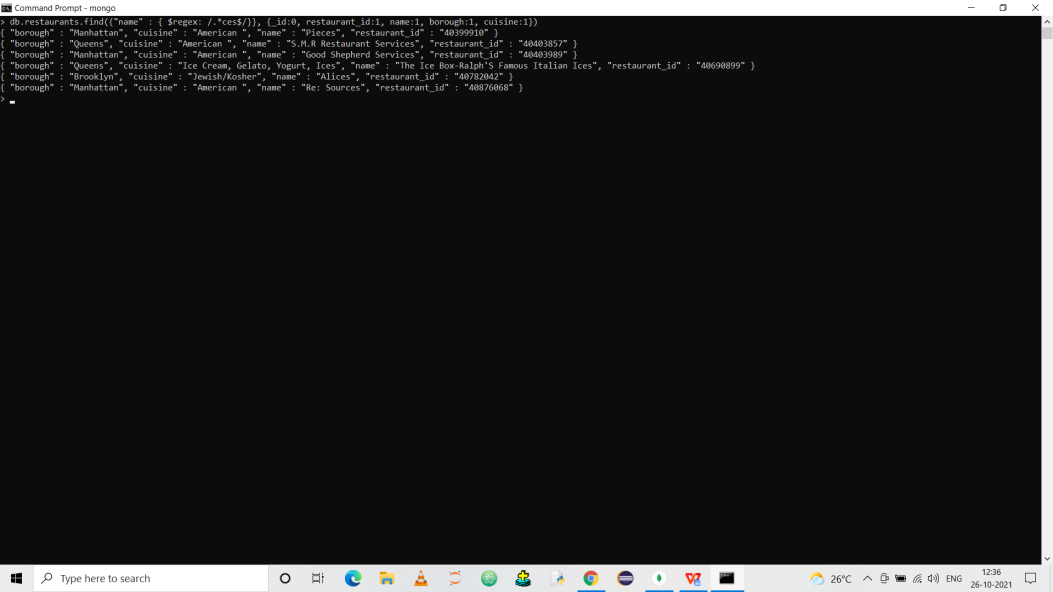 Command Prompt - mongo
> db.restaurants.find({"name" : { $regex: /.*ces$/}}, {_id:0, restaurant_id:1, name:1, borough:1, cuisine:1})
{ "borough" : "Manhattan", "cuisine" : "American ", "name" : "Pieces", "restaurant_id" : "40399910" }
{ "borough" : "Queens", "cuisine" : "American ", "name" : "S.M.R Restaurant Services", "restaurant_id" : "40403857" }
{ "borough" : "Manhattan", "cuisine" : "American ", "name" : "Good Shepherd Services", "restaurant_id" : "40403989" }
{ "borough" : "Queens", "cuisine" : "Ice Cream, Gelato, Yogurt, Ices", "name" : "The Ice Box-Ralph'S Famous Italian Ices", "restaurant_id" : "40690899" }
{ "borough" : "Brooklyn", "cuisine" : "Jewish/Kosher", "name" : "Alices", "restaurant_id" : "40782042" }
{ "borough" : "Manhattan", "cuisine" : "American ", "name" : "Re: Sources", "restaurant_id" : "40876068" }
>
Type here to search
26°C
ENG
12:36
26-10-2021